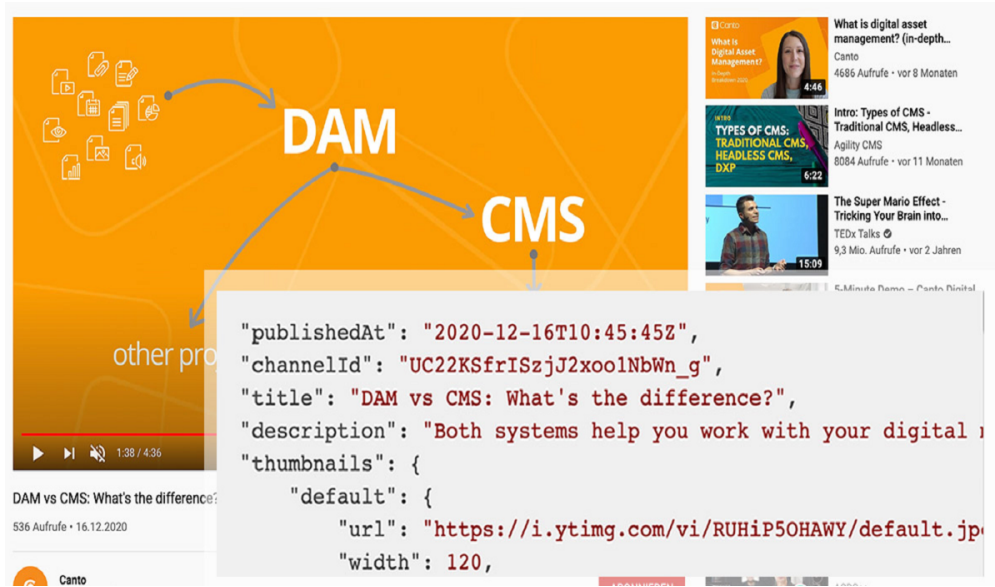 DAM
CMS
other pro
1:38 / 4:36
DAM vs CMS: What's the difference?
536 Aufrufe • 16.12.2020
Canto
"publishedAt": "2020-12-16T10:45:45Z",
"channelId": "UC22KSfrISzjJ2xoo1NbWn_g",
"title": "DAM vs CMS: What's the difference?",
"description": "Both systems help you work with your digital
"thumbnails": {
"default": {
"url": "https://i.ytimg.com/vi/RUHiP5OHAWY/default.jp
"width": 120,
ABONNIEREN
Canto
What Is
Digital Asset
Management?
In-Depth
Breakdown 2020
4:46
What is digital asset
management? (in-depth...
Canto
4686 Aufrufe • vor 8 Monaten
INTRO
TYPES OF CMS:
TRADITIONAL CMS,
HEADLESS CMS,
DXP
6:22
Intro: Types of CMS -
Traditional CMS, Headless...
Agility CMS
8084 Aufrufe • vor 11 Monaten
15:09
The Super Mario Effect -
Tricking Your Brain into...
TEDx Talks
9,3 Mio. Aufrufe • vor 2 Jahren
5-Minute Demo – Canto Digital